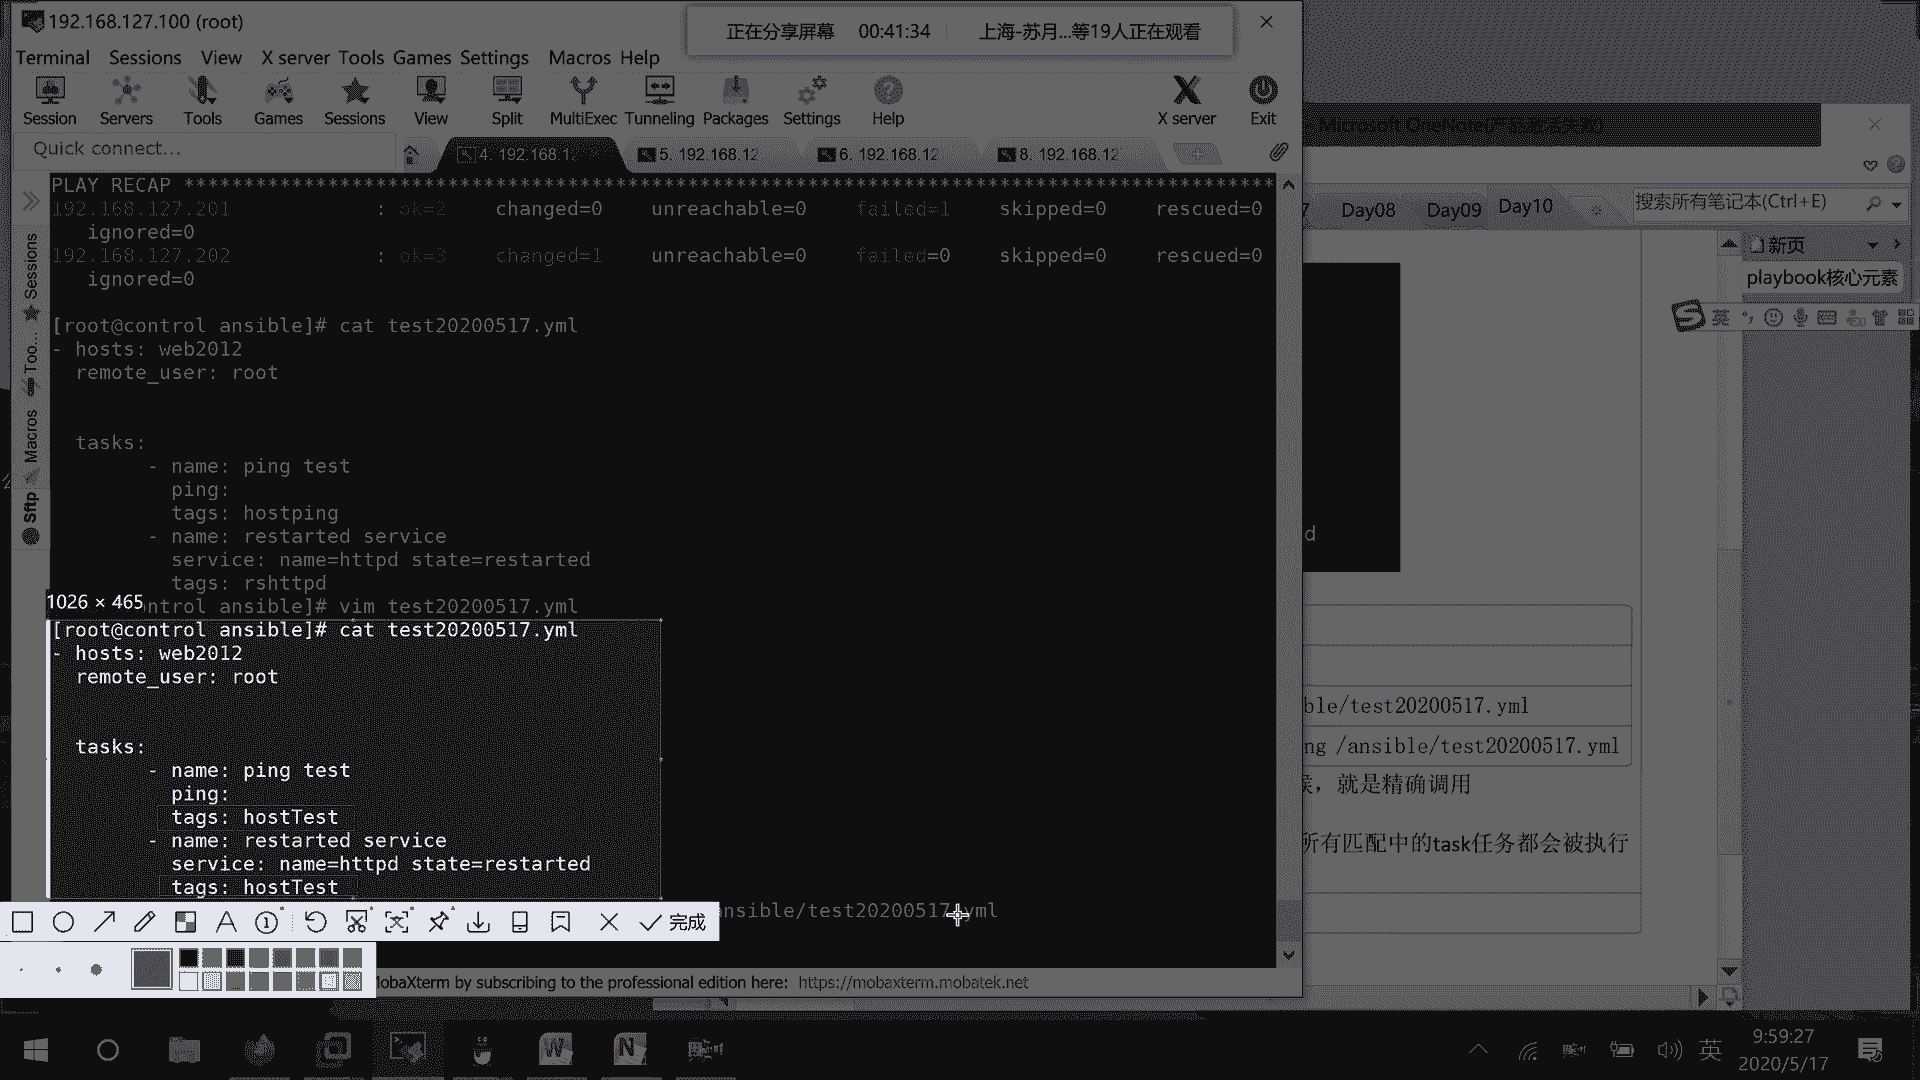 192.168.127.100 (root)
正在分享屏幕 00:41:34 上海-苏月...等19人正在观看
Terminal Sessions View X server Tools Games Settings Macros Help
Session Servers Tools Games Sessions View Split MultiExec Tunneling Packages Settings Help X server Exit
Quick connect...
4. 192.168.12 5. 192.168.12 6. 192.168.12 8. 192.168.12
Sessions
Too...
Macros
Sftp
PLAY RECAP ******************************************************************************************
192.168.127.201 : ok=2 changed=0 unreachable=0 failed=1 skipped=0 rescued=0
ignored=0
192.168.127.202 : ok=3 changed=1 unreachable=0 failed=0 skipped=0 rescued=0
ignored=0
[root@control ansible]# cat test20200517.yml
- hosts: web2012
remote_user: root
tasks:
- name: ping test
ping:
tags: hostping
- name: restarted service
service: name=httpd state=restarted
tags: rshttpd
1026 × 465
ntrol ansible]# vim test20200517.yml
[root@control ansible]# cat test20200517.yml
- hosts: web2012
remote_user: root
tasks:
- name: ping test
ping:
tags: hostTest
- name: restarted service
service: name=httpd state=restarted
tags: hostTest
nsible/test20200517.yml
完成
MobaXterm by subscribing to the professional edition here: https://mobaxterm.mobatek.net
- Microsoft OneNote(产品激活失败)
7 Day08 Day09 Day10
搜索所有笔记本(Ctrl+E)
新页
playbook核心元素
英
d
ble/test20200517.yml
ng /ansible/test20200517.yml
候，就是精确调用
所有匹配中的task任务都会被执行
英
9:59:27
2020/5/17